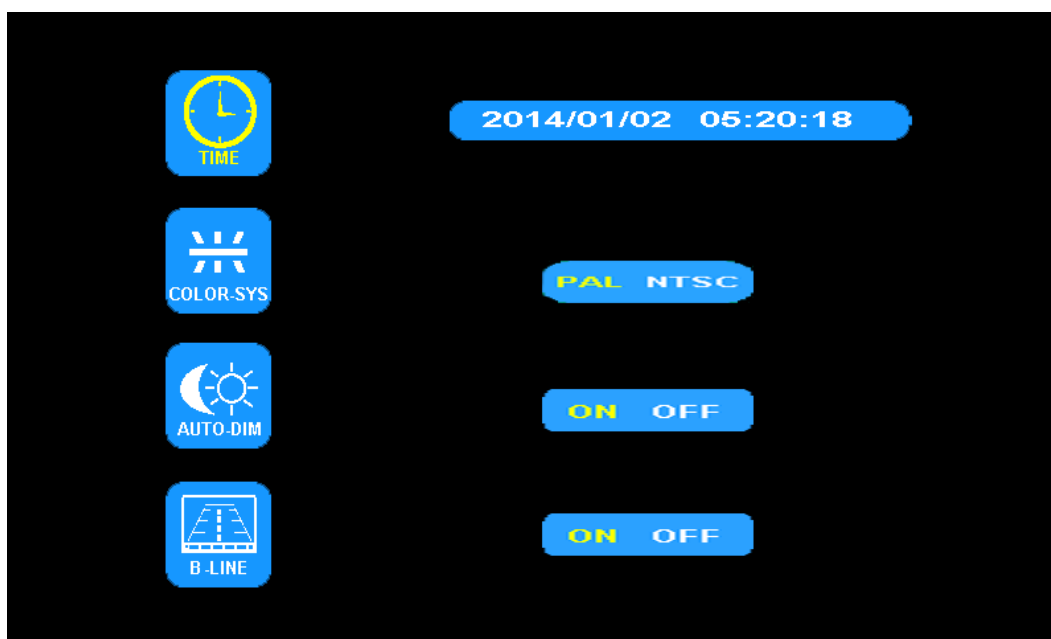 TIME
2014/01/02 05:20:18
COLOR-SYS
PAL NTSC
AUTO-DIM
ON OFF
B-LINE
ON OFF